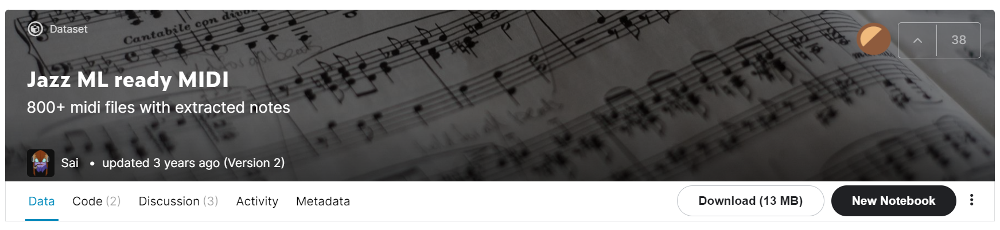 Dataset
Cantabile con
38
Jazz ML ready MIDI
800+ midi files with extracted notes
Sai • updated 3 years ago (Version 2)
Data Code (2) Discussion (3) Activity Metadata Download (13 MB) New Notebook